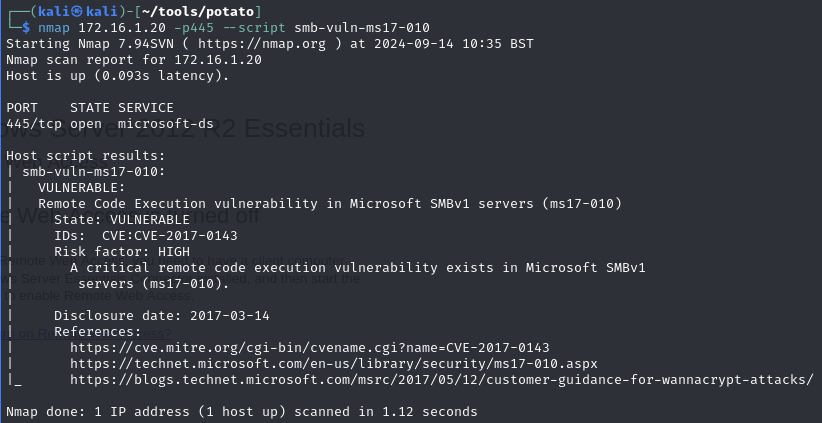 ┌──(kali㉿kali)-[~/tools/potato]
└─$ nmap 172.16.1.20 -p445 --script smb-vuln-ms17-010
Starting Nmap 7.94SVN ( https://nmap.org ) at 2024-09-14 10:35 BST
Nmap scan report for 172.16.1.20
Host is up (0.093s latency).
PORT    STATE SERVICE
445/tcp open  microsoft-ds
ows Server 2012 R2 Essentials
Host script results:
| smb-vuln-ms17-010:
|   VULNERABLE:
|   Remote Code Execution vulnerability in Microsoft SMBv1 servers (ms17-010)
|     State: VULNERABLE
|     IDs:  CVE:CVE-2017-0143
|     Risk factor: HIGH
|       A critical remote code execution vulnerability exists in Microsoft SMBv1
|        servers (ms17-010).
|
|     Disclosure date: 2017-03-14
|     References:
|       https://cve.mitre.org/cgi-bin/cvename.cgi?name=CVE-2017-0143
|       https://technet.microsoft.com/en-us/library/security/ms17-010.aspx
|_      https://blogs.technet.microsoft.com/msrc/2017/05/12/customer-guidance-for-wannacrypt-attacks/
Nmap done: 1 IP address (1 host up) scanned in 1.12 seconds